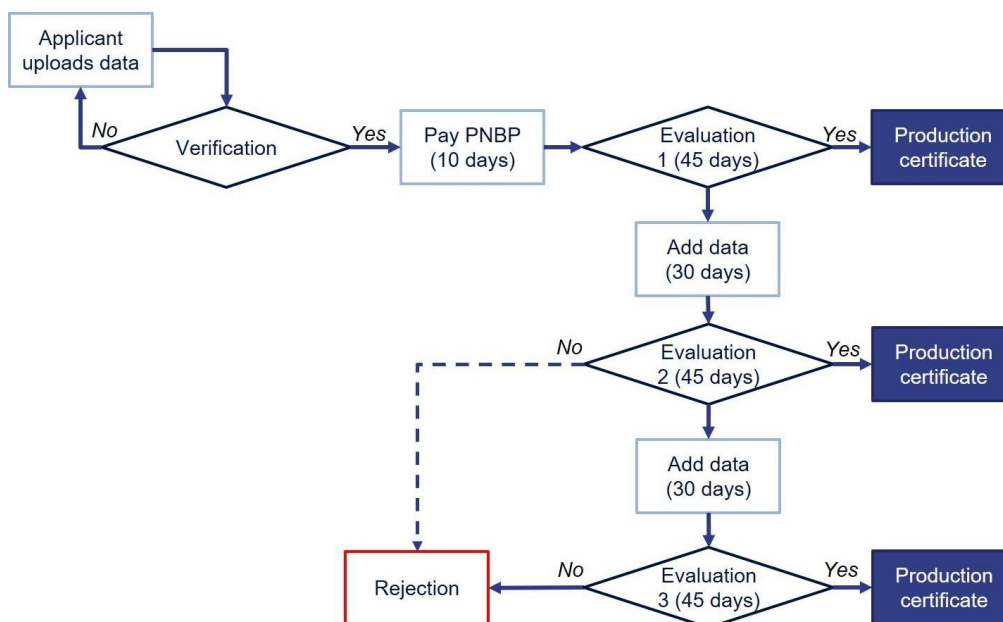 Applicant
uploads data
No
Verification
Yes
Pay PNBP
(10 days)
Evaluation
1 (45 days)
Yes
Production
certificate
Add data
(30 days)
No
Evaluation
2 (45 days)
Yes
Production
certificate
Add data
(30 days)
Rejection
No
Evaluation
3 (45 days)
Yes
Production
certificate